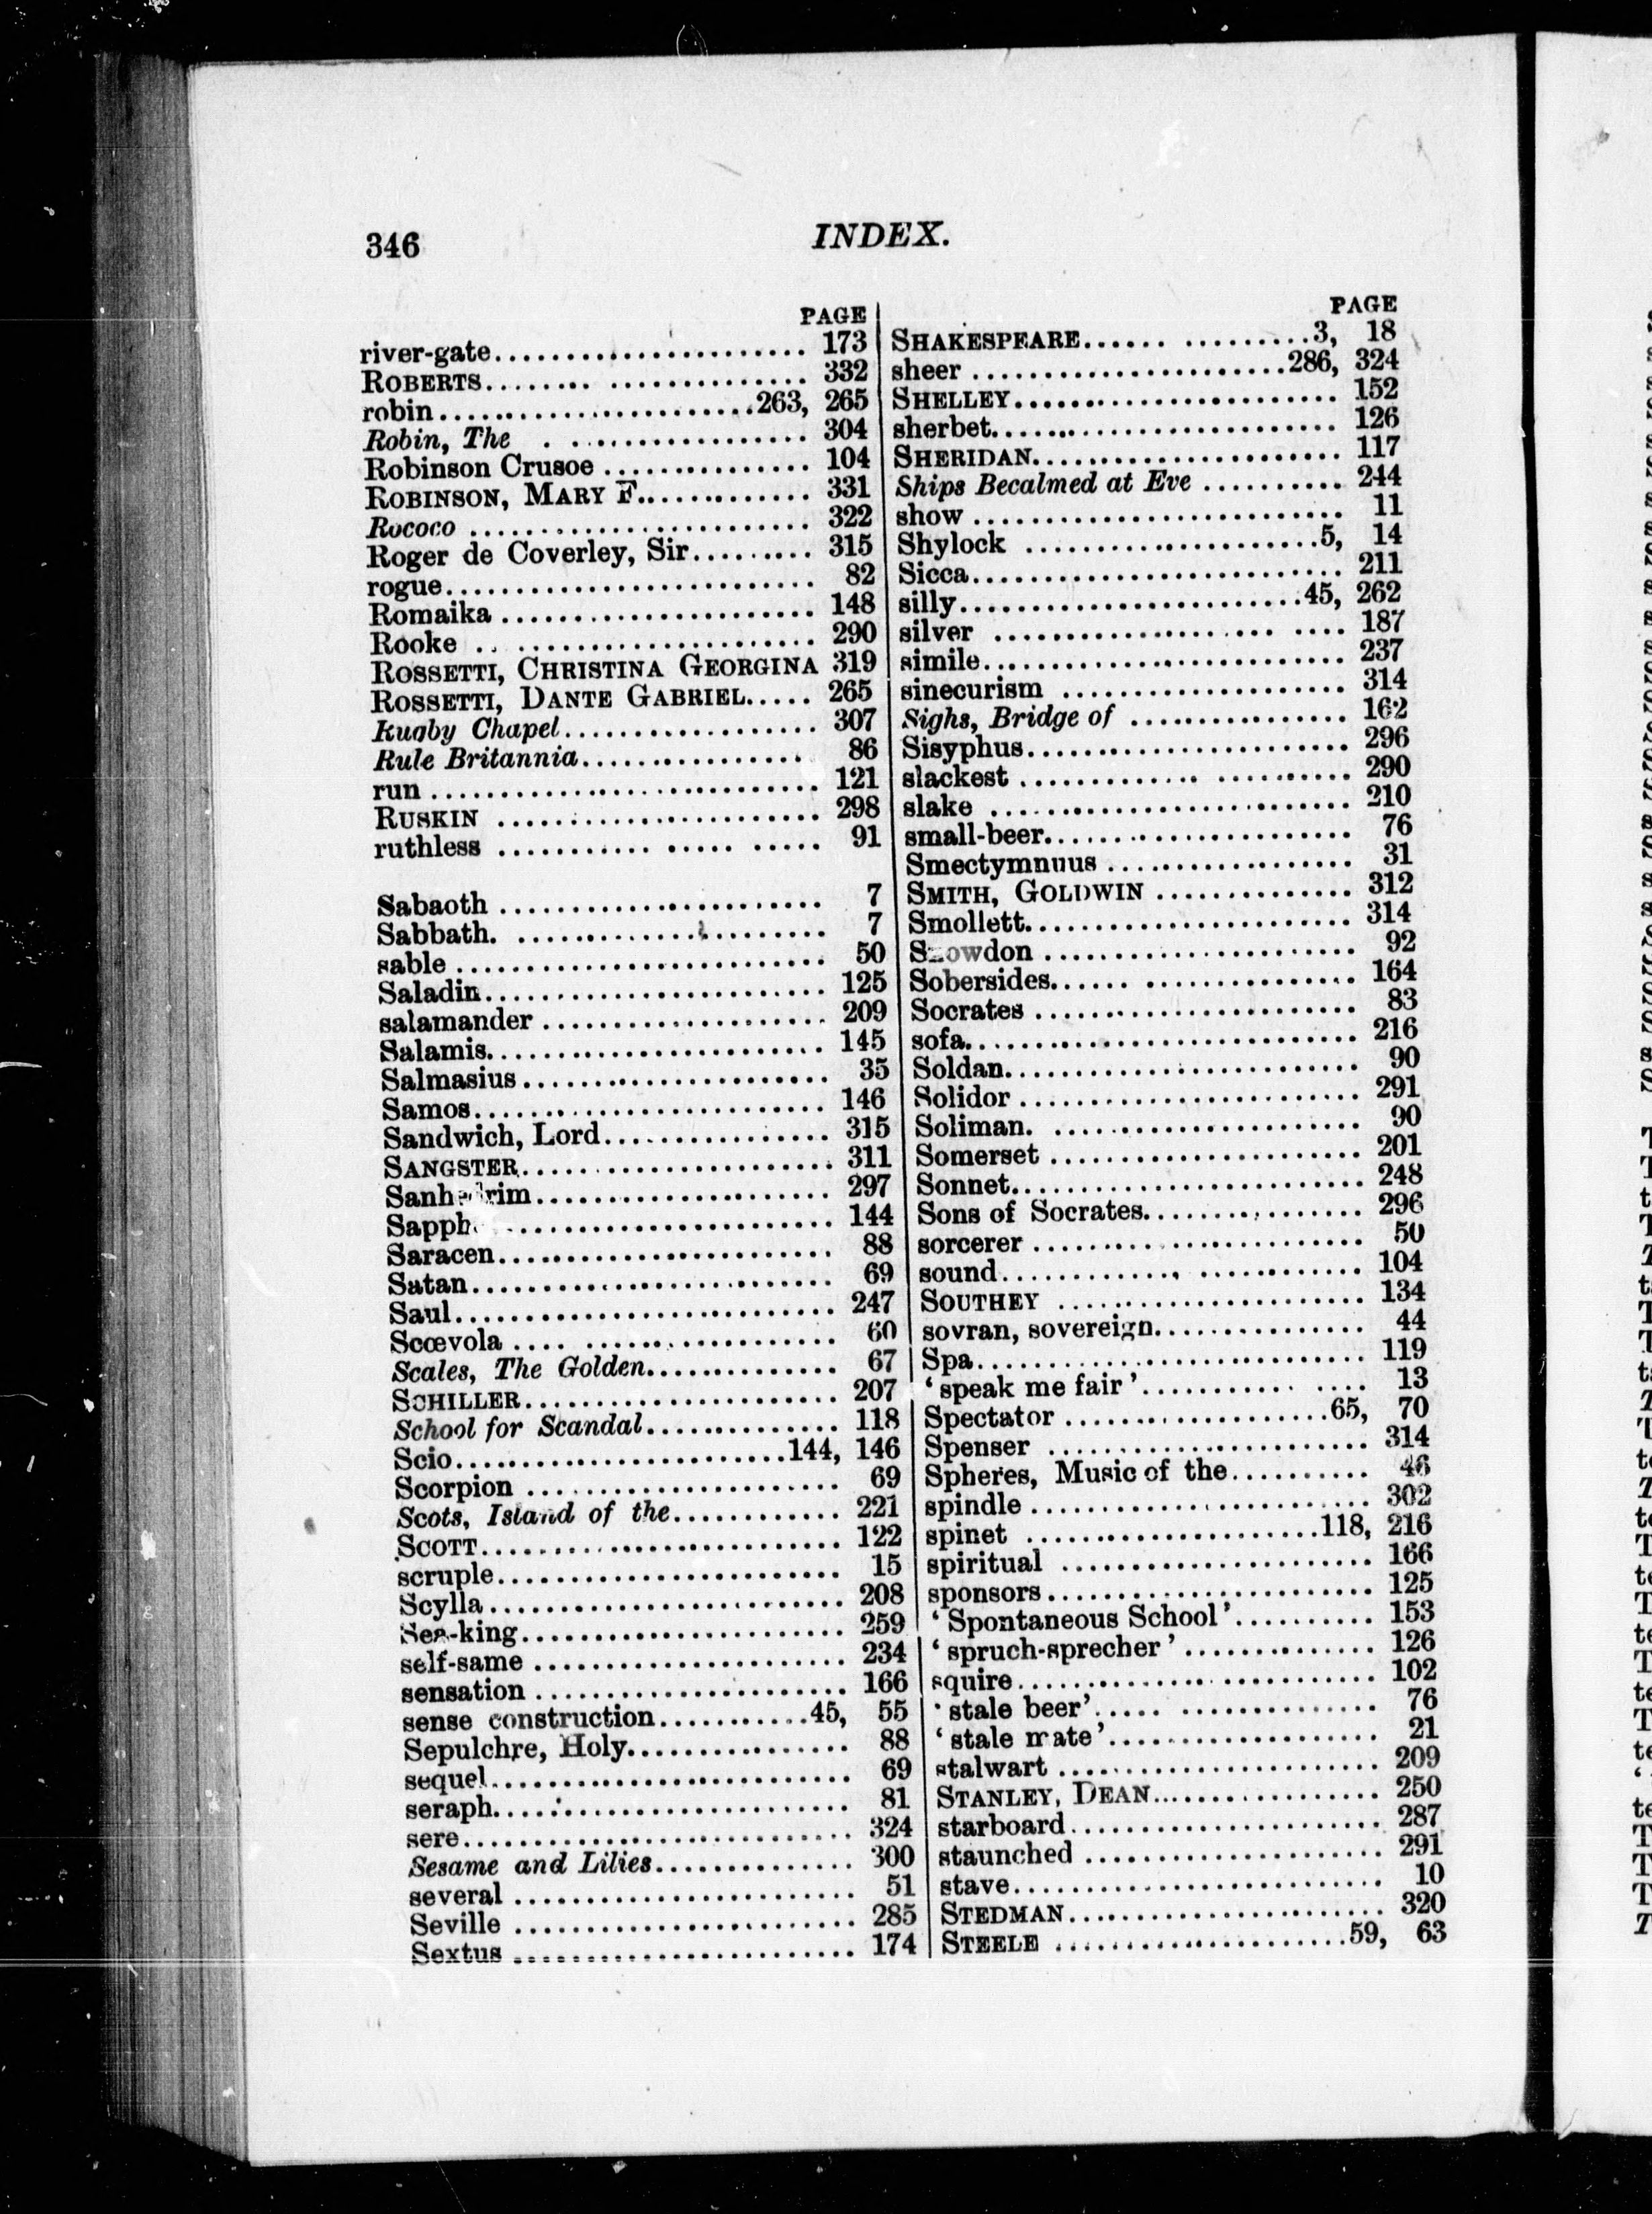 346
INDEX.
PAGE
river-gate...................... 173
ROBERTS........ .............. 332
robin......................263, 265
Robin, The . ................. 304
Robinson Crusoe ............... 104
ROBINSON, MARY F............. 331
Rococo ........................ 322
Roger de Coverley, Sir......... 315
rogue.......................... 82
Romaika ...................... 148
Rooke .. ..................... 290
ROSSETTI, CHRISTINA GEORGINA 319
ROSSETTI, DANTE GABRIEL..... 265
Rugby Chapel.................. 307
Rule Britannia................ 86
run ........................... 121
RUSKIN ....................... 298
ruthless ........... ..... ..... 91
Sabaoth ....................... 7
Sabbath. ...................... 7
sable .......................... 50
Saladin........................ 125
salamander .................... 209
Salamis........................ 145
Salmasius...................... 35
Samos......................... 146
Sandwich, Lord................ 315
SANGSTER...................... 311
Sanhedrim..................... 297
Sapph ....................... 144
Saracen........................ 88
Satan.......................... 69
Saul........................... 247
Scœvola .... .................. 60
Scales, The Golden............. 67
SCHILLER...................... 207
School for Scandal.............. 118
Scio.......................144, 146
Scorpion ...................... 69
Scots, Island of the............ 221
SCOTT......................... 122
scruple........................ 15
Scylla......................... 208
Sea-king....................... 259
self-same ...................... 234
sensation ...................... 166
sense construction...........45, 55
Sepulchre, Holy................ 88
sequel......................... 69
seraph......................... 81
sere........................... 324
Sesame and Lilies.............. 300
several ........................ 51
Seville ........................ 285
Sextus ........................ 174
PAGE
SHAKESPEARE...... .........3, 18
sheer ......................286, 324
SHELLEY....................... 152
sherbet........................ 126
SHERIDAN...................... 117
Ships Becalmed at Eve .......... 244
show .......................... 11
Shylock .....................5, 14
Sicca.......................... 211
silly........................45, 262
silver .................... .... 187
simile......................... 237
sinecurism .................... 314
Sighs, Bridge of ............... 162
Sisyphus....................... 296
slackest ............. .......... 290
slake ......................... 210
small-beer..................... 76
Smectymnuus ................. 31
SMITH, GOLDWIN .............. 312
Smollett....................... 314
Snowdon ...................... 92
Sobersides...... ............... 164
Socrates ....................... 83
sofa........................... 216
Soldan......................... 90
Solidor ........................ 291
Soliman. ...................... 90
Somerset ...................... 201
Sonnet......................... 248
Sons of Socrates............... 296
sorcerer ....................... 50
sound............. ............ 104
SOUTHEY ...................... 134
sovran, sovereign.............. 44
Spa........................... 119
‘speak me fair’........... .... 13
Spectator ...................65, 70
Spenser ....................... 314
Spheres, Music of the.......... 46
spindle ........................ 302
spinet .....................118, 216
spiritual ...................... 166
sponsors....................... 125
‘Spontaneous School’.......... 153
‘spruch-sprecher’ .............. 126
squire......................... 102
‘stale beer’..... .............. 76
‘stale mate’................... 21
stalwart ....................... 209
STANLEY, DEAN................ 250
starboard...................... 287
staunched ..................... 291
stave.......................... 10
STEDMAN....................... 320
STEELE .....................59, 63